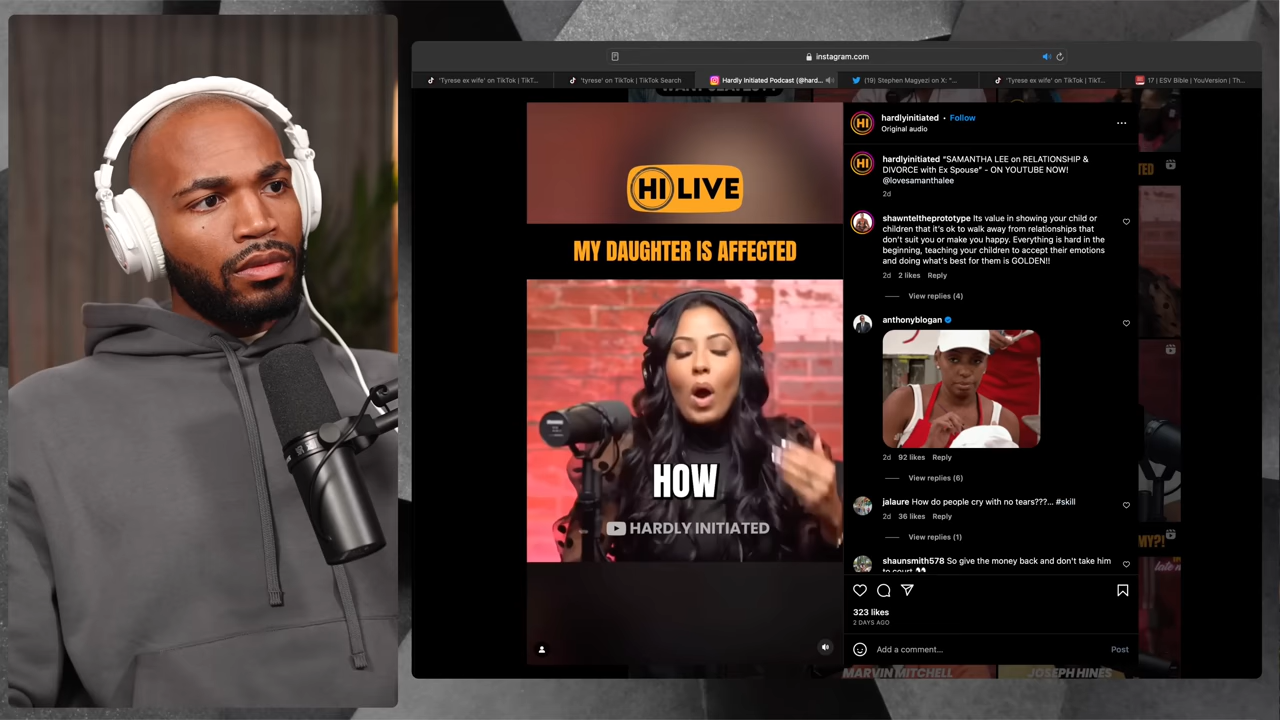 instagram.com
'Tyrese ex wife' on TikTok | TikT...
'tyrese' on TikTok | TikTok Search
Hardly Initiated Podcast (@hard...
(19) Stephen Magyezi on X: "...
'Tyrese ex wife' on TikTok | TikT...
17 | ESV Bible | YouVersion | Th...
HI LIVE
MY DAUGHTER IS AFFECTED
HOW
HARDLY INITIATED
HI
hardlyinitiated • Follow
Original audio
HI
hardlyinitiated “SAMANTHA LEE on RELATIONSHIP &
DIVORCE with Ex Spouse” - ON YOUTUBE NOW!
@lovesamanthalee
2d
shawnteltheprototype Its value in showing your child or
children that it's ok to walk away from relationships that
don't suit you or make you happy. Everything is hard in the
beginning, teaching your children to accept their emotions
and doing what's best for them is GOLDEN!!
2d 2 likes Reply
View replies (4)
anthonyblogan
2d 92 likes Reply
View replies (6)
jalaure How do people cry with no tears???... #skill
2d 36 likes Reply
View replies (1)
shaunsmith578 So give the money back and don't take him
to court 👀
323 likes
2 DAYS AGO
Add a comment...
Post
TED
MY?!
MARVIN MITCHELL
JOSEPH HINES